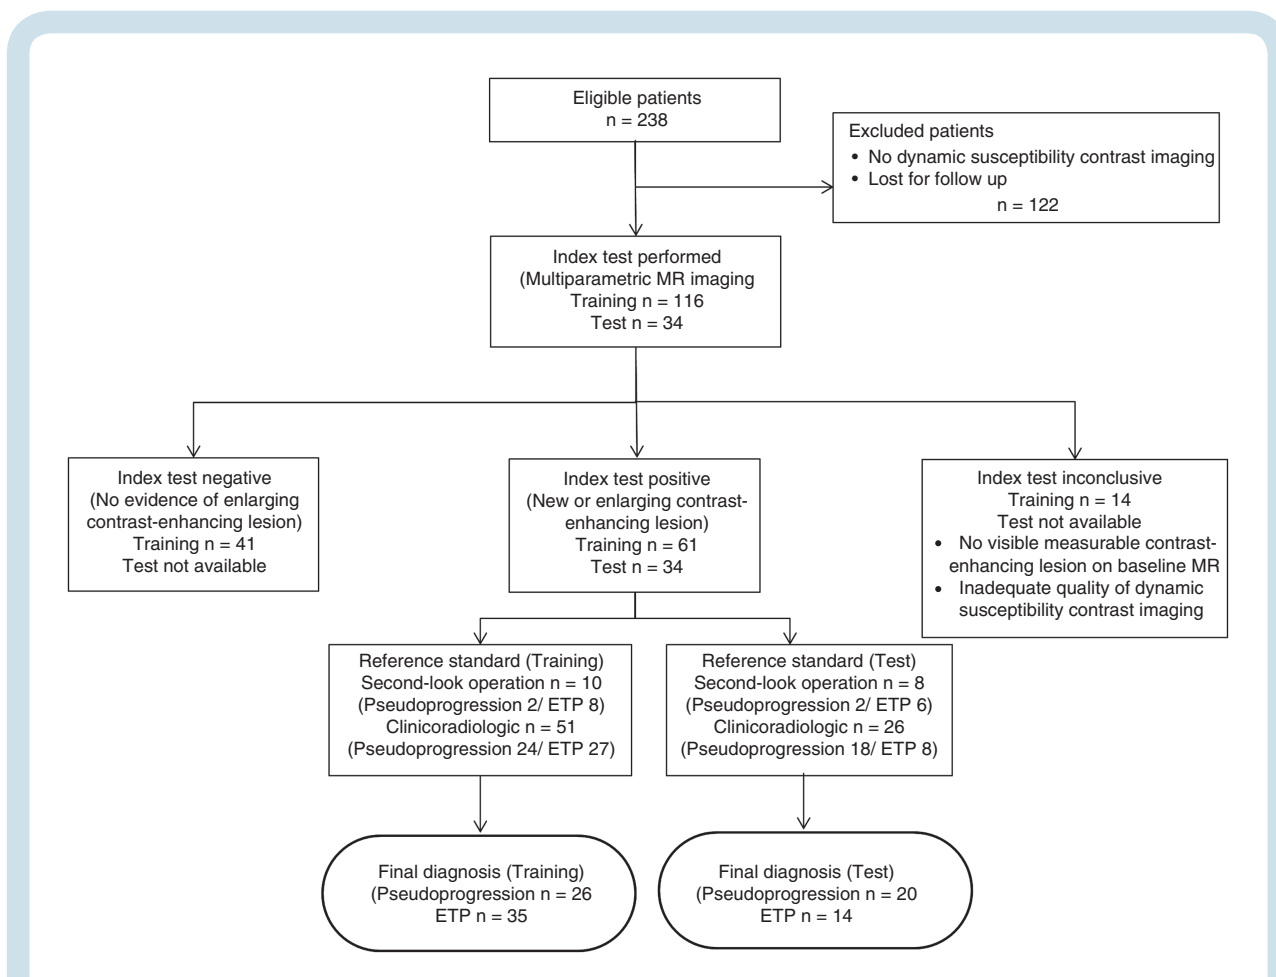 Eligible patients
n = 238
Excluded patients
• No dynamic susceptibility contrast imaging
• Lost for follow up
n = 122
Index test performed
(Multiparametric MR imaging
Training n = 116
Test n = 34
Index test negative
(No evidence of enlarging
contrast-enhancing lesion)
Training n = 41
Test not available
Index test positive
(New or enlarging contrast-
enhancing lesion)
Training n = 61
Test n = 34
Index test inconclusive
Training n = 14
Test not available
• No visible measurable contrast-
enhancing lesion on baseline MR
• Inadequate quality of dynamic
susceptibility contrast imaging
Reference standard (Training)
Second-look operation n = 10
(Pseudoprogression 2/ ETP 8)
Clinicoradiologic n = 51
(Pseudoprogression 24/ ETP 27)
Reference standard (Test)
Second-look operation n = 8
(Pseudoprogression 2/ ETP 6)
Clinicoradiologic n = 26
(Pseudoprogression 18/ ETP 8)
Final diagnosis (Training)
(Pseudoprogression n = 26
ETP n = 35
Final diagnosis (Test)
(Pseudoprogression n = 20
ETP n = 14